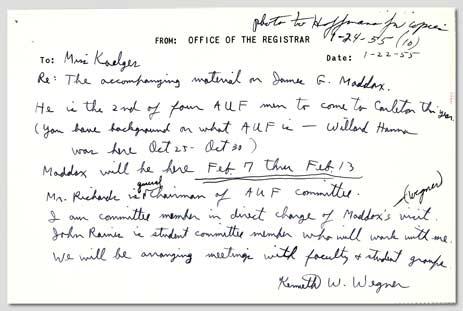 photo to Hoffmans for copies
1-24-55 (10)
FROM: OFFICE OF THE REGISTRAR
To: Miss Kaelges
Date: 1-22-55
Re: The accompanying material on James G. Maddox.
He is the 2nd of four AUF men to come to Carleton this year.
(You have background on what AUF is — Willard Hanna
was here Oct 25- Oct 30)
Maddox will be here Feb. 7 thru Feb. 13
Mr. Richards is general chairman of AUF committee.
(Wegner)
I am committee member in direct charge of Maddox's visit.
John Rainie is student committee member who will work with me.
We will be arranging meetings with faculty & student groups.
Kenneth W. Wegner